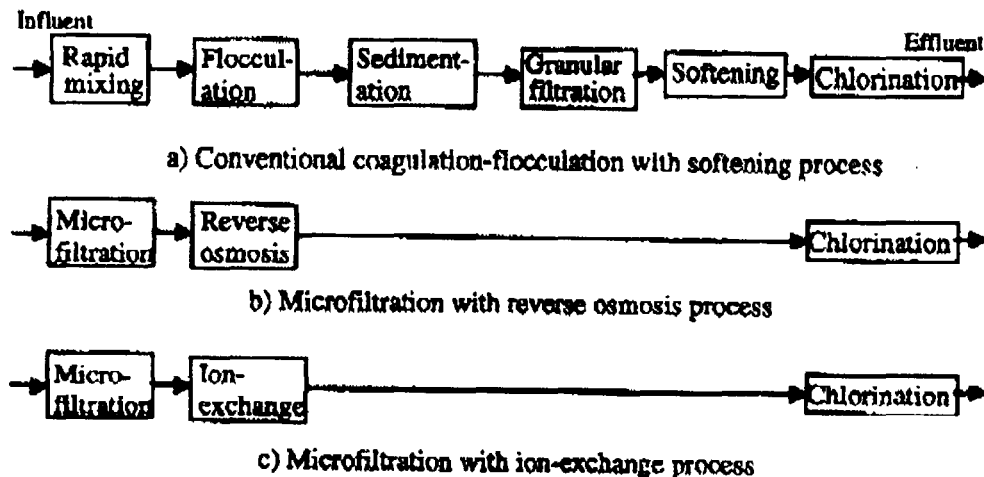 Influent
Effluent
Rapid
mixing
Floccul-
ation
Sediment-
ation
Granular
filtration
Softening
Chlorination
a) Conventional coagulation-flocculation with softening process
Micro-
filtration
Reverse
osmosis
Chlorination
b) Microfiltration with reverse osmosis process
Micro-
filtration
Ion-
exchange
Chlorination
c) Microfiltration with ion-exchange process